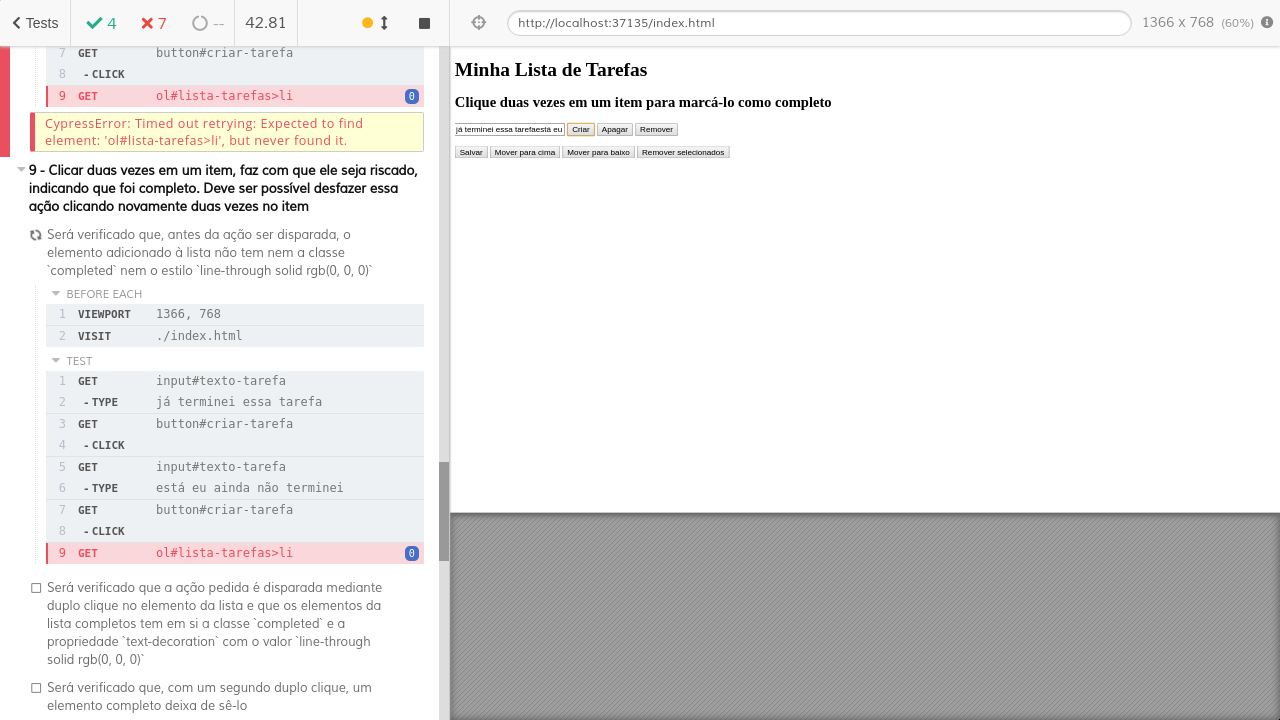 Tests 4 7 -- 42.81
http://localhost:37135/index.html 1366 x 768 (60%)
7 GET button#criar-tarefa
8 -CLICK
9 GET ol#lista-tarefas>li 0
CypressError: Timed out retrying: Expected to find
element: 'ol#lista-tarefas>li', but never found it.
9 - Clicar duas vezes em um item, faz com que ele seja riscado,
indicando que foi completo. Deve ser possível desfazer essa
ação clicando novamente duas vezes no item
Será verificado que, antes da ação ser disparada, o
elemento adicionado à lista não tem nem a classe
`completed` nem o estilo `line-through solid rgb(0, 0, 0)`
BEFORE EACH
1 VIEWPORT 1366, 768
2 VISIT ./index.html
TEST
1 GET input#texto-tarefa
2 -TYPE já terminei essa tarefa
3 GET button#criar-tarefa
4 -CLICK
5 GET input#texto-tarefa
6 -TYPE está eu ainda não terminei
7 GET button#criar-tarefa
8 -CLICK
9 GET ol#lista-tarefas>li 0
Será verificado que a ação pedida é disparada mediante
duplo clique no elemento da lista e que os elementos da
lista completos tem em si a classe `completed` e a
propriedade `text-decoration` com o valor `line-through
solid rgb(0, 0, 0)`
Será verificado que, com um segundo duplo clique, um
elemento completo deixa de sê-lo
Minha Lista de Tarefas
Clique duas vezes em um item para marcá-lo como completo
já terminei essa tarefaestá eu Criar Apagar Remover
Salvar Mover para cima Mover para baixo Remover selecionados